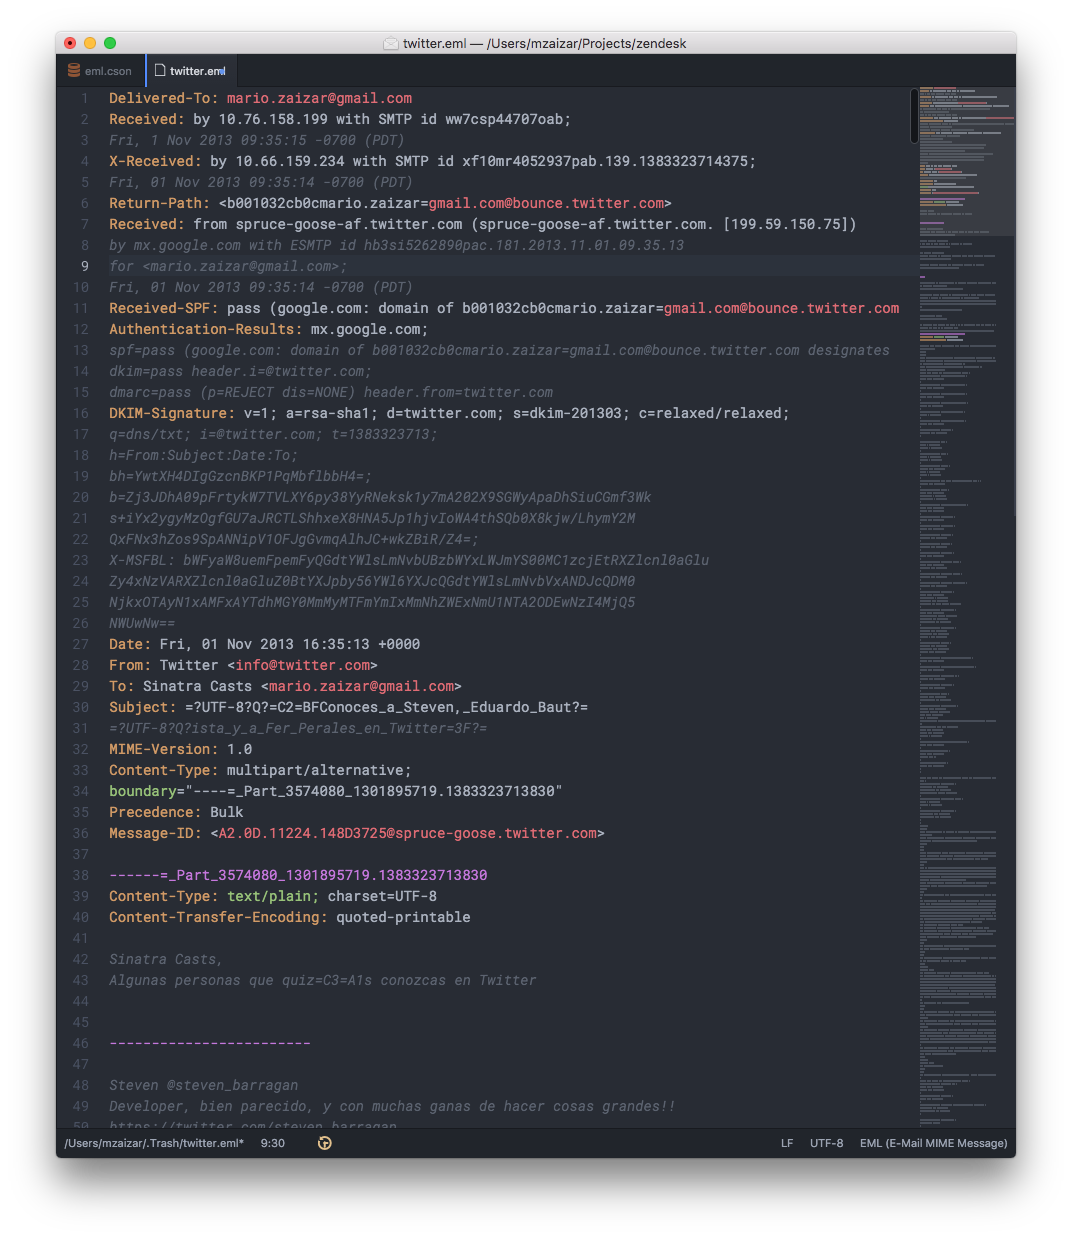 twitter.eml — /Users/mzaizar/Projects/zendesk
eml.cson
twitter.eml
1 Delivered-To: mario.zaizar@gmail.com
2 Received: by 10.76.158.199 with SMTP id ww7csp44707oab;
3 Fri, 1 Nov 2013 09:35:15 -0700 (PDT)
4 X-Received: by 10.66.159.234 with SMTP id xf10mr4052937pab.139.1383323714375;
5 Fri, 01 Nov 2013 09:35:14 -0700 (PDT)
6 Return-Path: <b001032cb0cmario.zaizar=gmail.com@bounce.twitter.com>
7 Received: from spruce-goose-af.twitter.com (spruce-goose-af.twitter.com. [199.59.150.75])
8 by mx.google.com with ESMTP id hb3si5262890pac.181.2013.11.01.09.35.13
9 for <mario.zaizar@gmail.com>;
10 Fri, 01 Nov 2013 09:35:14 -0700 (PDT)
11 Received-SPF: pass (google.com: domain of b001032cb0cmario.zaizar=gmail.com@bounce.twitter.com
12 Authentication-Results: mx.google.com;
13 spf=pass (google.com: domain of b001032cb0cmario.zaizar=gmail.com@bounce.twitter.com designates
14 dkim=pass header.i=@twitter.com;
15 dmarc=pass (p=REJECT dis=NONE) header.from=twitter.com
16 DKIM-Signature: v=1; a=rsa-sha1; d=twitter.com; s=dkim-201303; c=relaxed/relaxed;
17 q=dns/txt; i=@twitter.com; t=1383323713;
18 h=From:Subject:Date:To;
19 bh=YwtXH4DIgGzcnBKP1PqMbflbbH4=;
20 b=Zj3JDhA09pFrtykW7TVLXY6py38YyRNeksk1y7mA202X9SGWyApaDhSiuCGmf3Wk
21 s+iYx2ygyMzOgfGU7aJRCTLShhxeX8HNA5Jp1hjvIoWA4thSQb0X8kjw/LhymY2M
22 QxFNx3hZos9SpANNipV1OFJgGvmqAlhJC+wkZBiR/Z4=;
23 X-MSFBL: bWFyaW8uemFpemFyQGdtYWlsLmNvbUBzbWYxLWJmYS00MC1zcjEtRXZlcnl0aGlu
24 Zy4xNzVARXZlcnl0aGluZ0BtYXJpby56YWl6YXJcQGdtYWlsLmNvbVxANDJcQDM0
25 NjkxOTAyN1xAMFxAYTdhMGY0MmMyMTFmYmIxMmNhZWExNmU1NTA2ODEwNzI4MjQ5
26 NWUwNw==
27 Date: Fri, 01 Nov 2013 16:35:13 +0000
28 From: Twitter <info@twitter.com>
29 To: Sinatra Casts <mario.zaizar@gmail.com>
30 Subject: =?UTF-8?Q?=C2=BFConoces_a_Steven,_Eduardo_Baut?=
31 =?UTF-8?Q?ista_y_a_Fer_Perales_en_Twitter=3F?=
32 MIME-Version: 1.0
33 Content-Type: multipart/alternative;
34 boundary="----=_Part_3574080_1301895719.1383323713830"
35 Precedence: Bulk
36 Message-ID: <A2.0D.11224.148D3725@spruce-goose.twitter.com>
37
38 ------=_Part_3574080_1301895719.1383323713830
39 Content-Type: text/plain; charset=UTF-8
40 Content-Transfer-Encoding: quoted-printable
41
42 Sinatra Casts,
43 Algunas personas que quiz=C3=A1s conozcas en Twitter
44
45
46 ------------------------
47
48 Steven @steven_barragan
49 Developer, bien parecido, y con muchas ganas de hacer cosas grandes!!
50 https://twitter.com/steven_barragan
/Users/mzaizar/.Trash/twitter.eml* 9:30 LF UTF-8 EML (E-Mail MIME Message)